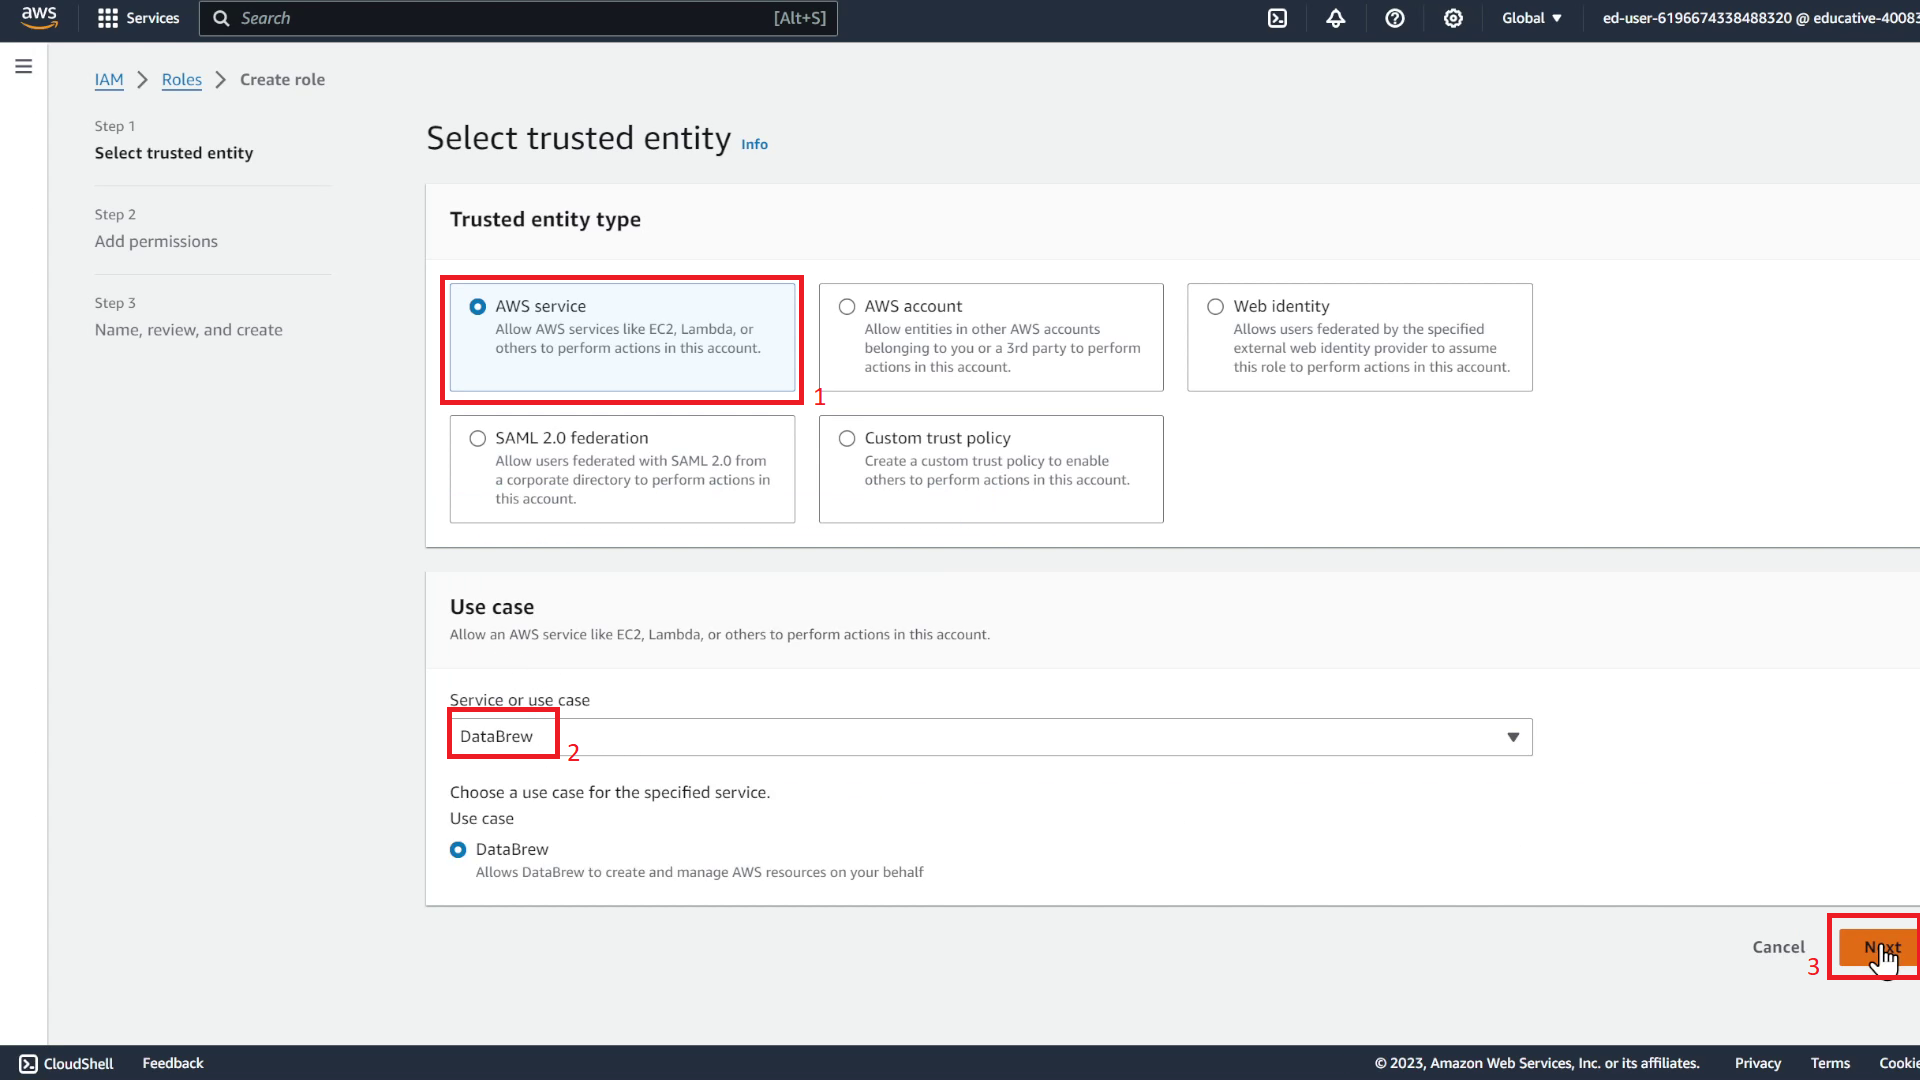 aws
Services
Search
[Alt+S]
Global
ed-user-6196674338488320 @ educative-40083
IAM
Roles
Create role
Step 1
Select trusted entity
Step 2
Add permissions
Step 3
Name, review, and create
Select trusted entity Info
Trusted entity type
AWS service
Allow AWS services like EC2, Lambda, or
others to perform actions in this account.
1
AWS account
Allow entities in other AWS accounts
belonging to you or a 3rd party to perform
actions in this account.
Web identity
Allows users federated by the specified
external web identity provider to assume
this role to perform actions in this account.
SAML 2.0 federation
Allow users federated with SAML 2.0 from
a corporate directory to perform actions in
this account.
Custom trust policy
Create a custom trust policy to enable
others to perform actions in this account.
Use case
Allow an AWS service like EC2, Lambda, or others to perform actions in this account.
Service or use case
DataBrew
2
Choose a use case for the specified service.
Use case
DataBrew
Allows DataBrew to create and manage AWS resources on your behalf
Cancel
3
Next
CloudShell
Feedback
© 2023, Amazon Web Services, Inc. or its affiliates.
Privacy
Terms
Cookie